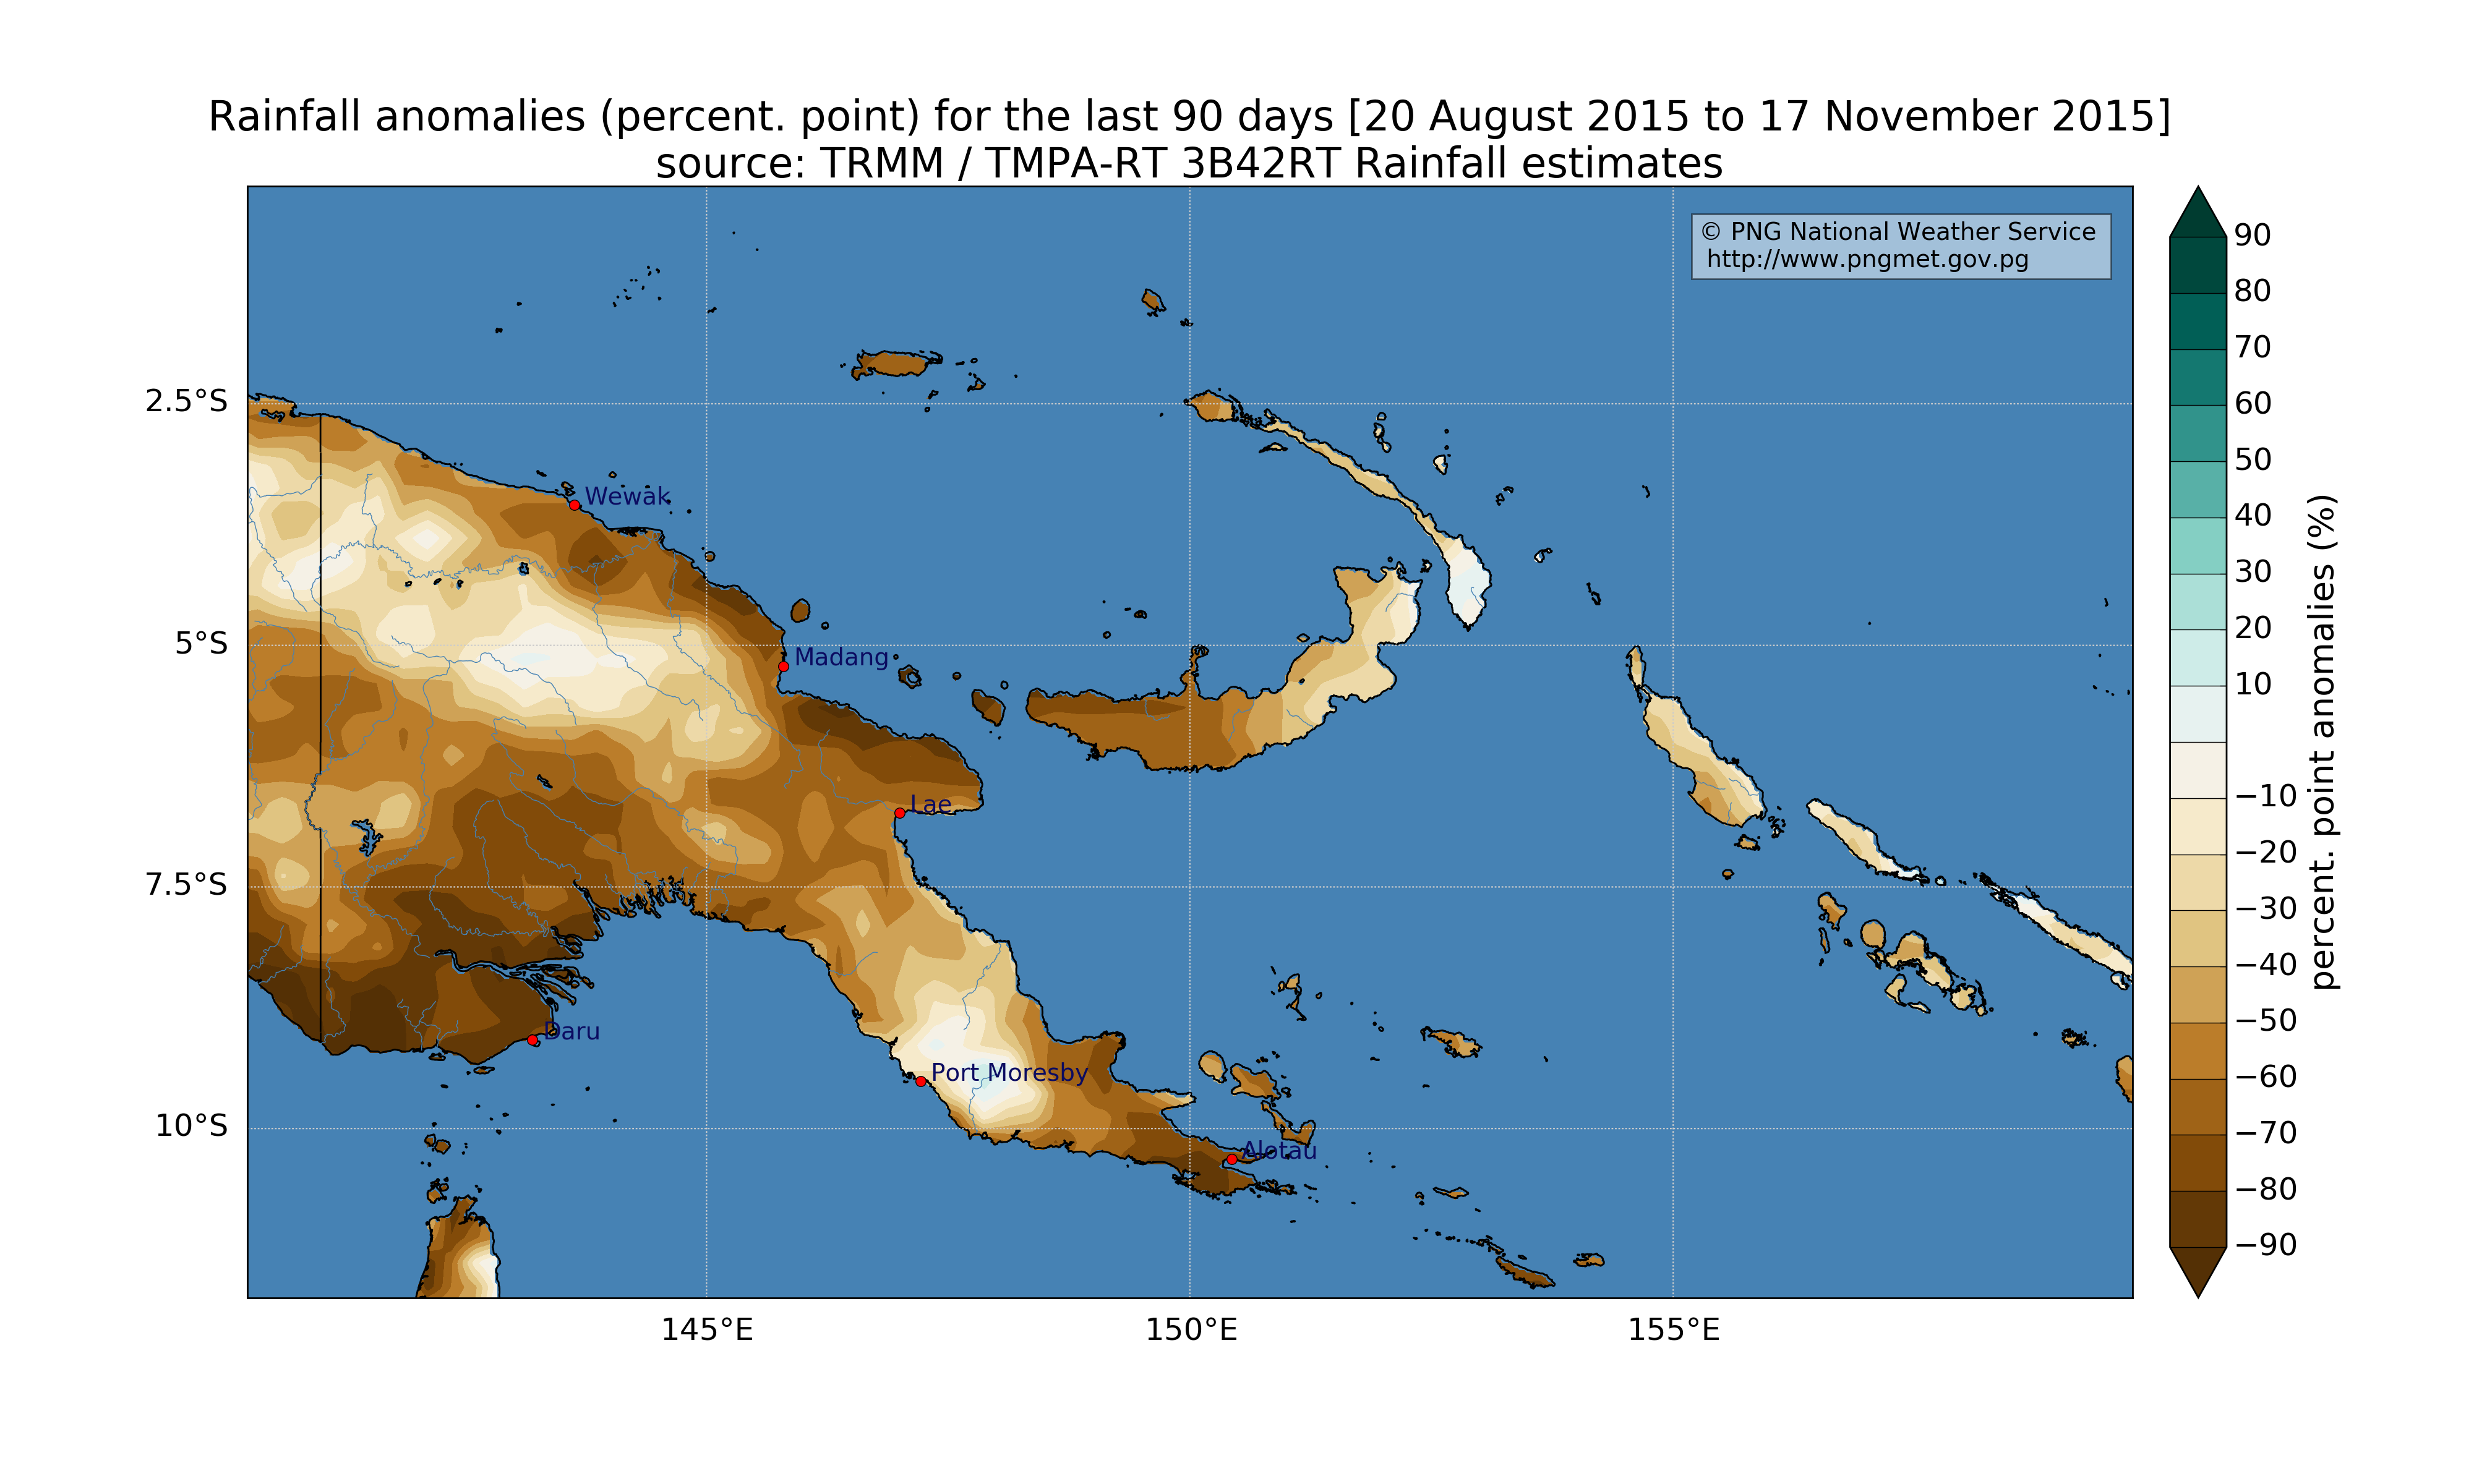 Rainfall anomalies (percent. point) for the last 90 days [20 August 2015 to 17 November 2015]
source: TRMM / TMPA-RT 3B42RT Rainfall estimates
© PNG National Weather Service
http://www.pngmet.gov.pg
2.5°S
5°S
7.5°S
10°S
Wewak
Madang
Lae
Daru
Port Moresby
Alotau
145°E
150°E
155°E
90
80
70
60
50
40
30
20
10
−10
−20
−30
−40
−50
−60
−70
−80
−90
percent. point anomalies (%)